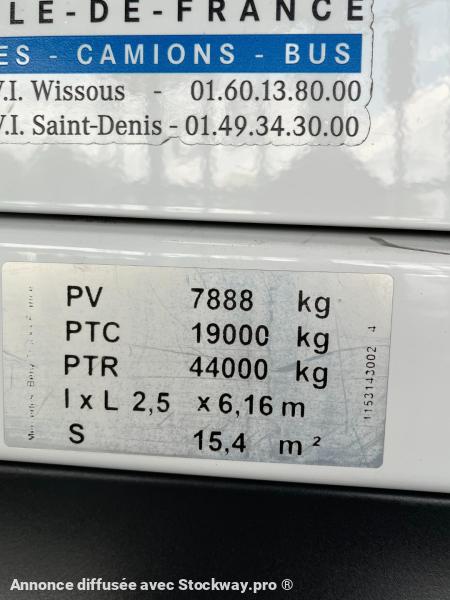 LE-DE-FRANCE
ES - CAMIONS - BUS
V.I. Wissous - 01.60.13.80.00
V.I. Saint-Denis - 01.49.34.30.00
PV 7888 kg
PTC 19000 kg
PTR 44000 kg
l x L 2,5 x 6,16 m
S 15,4 m²
1153143002 4
Annonce diffusée avec Stockway.pro ®